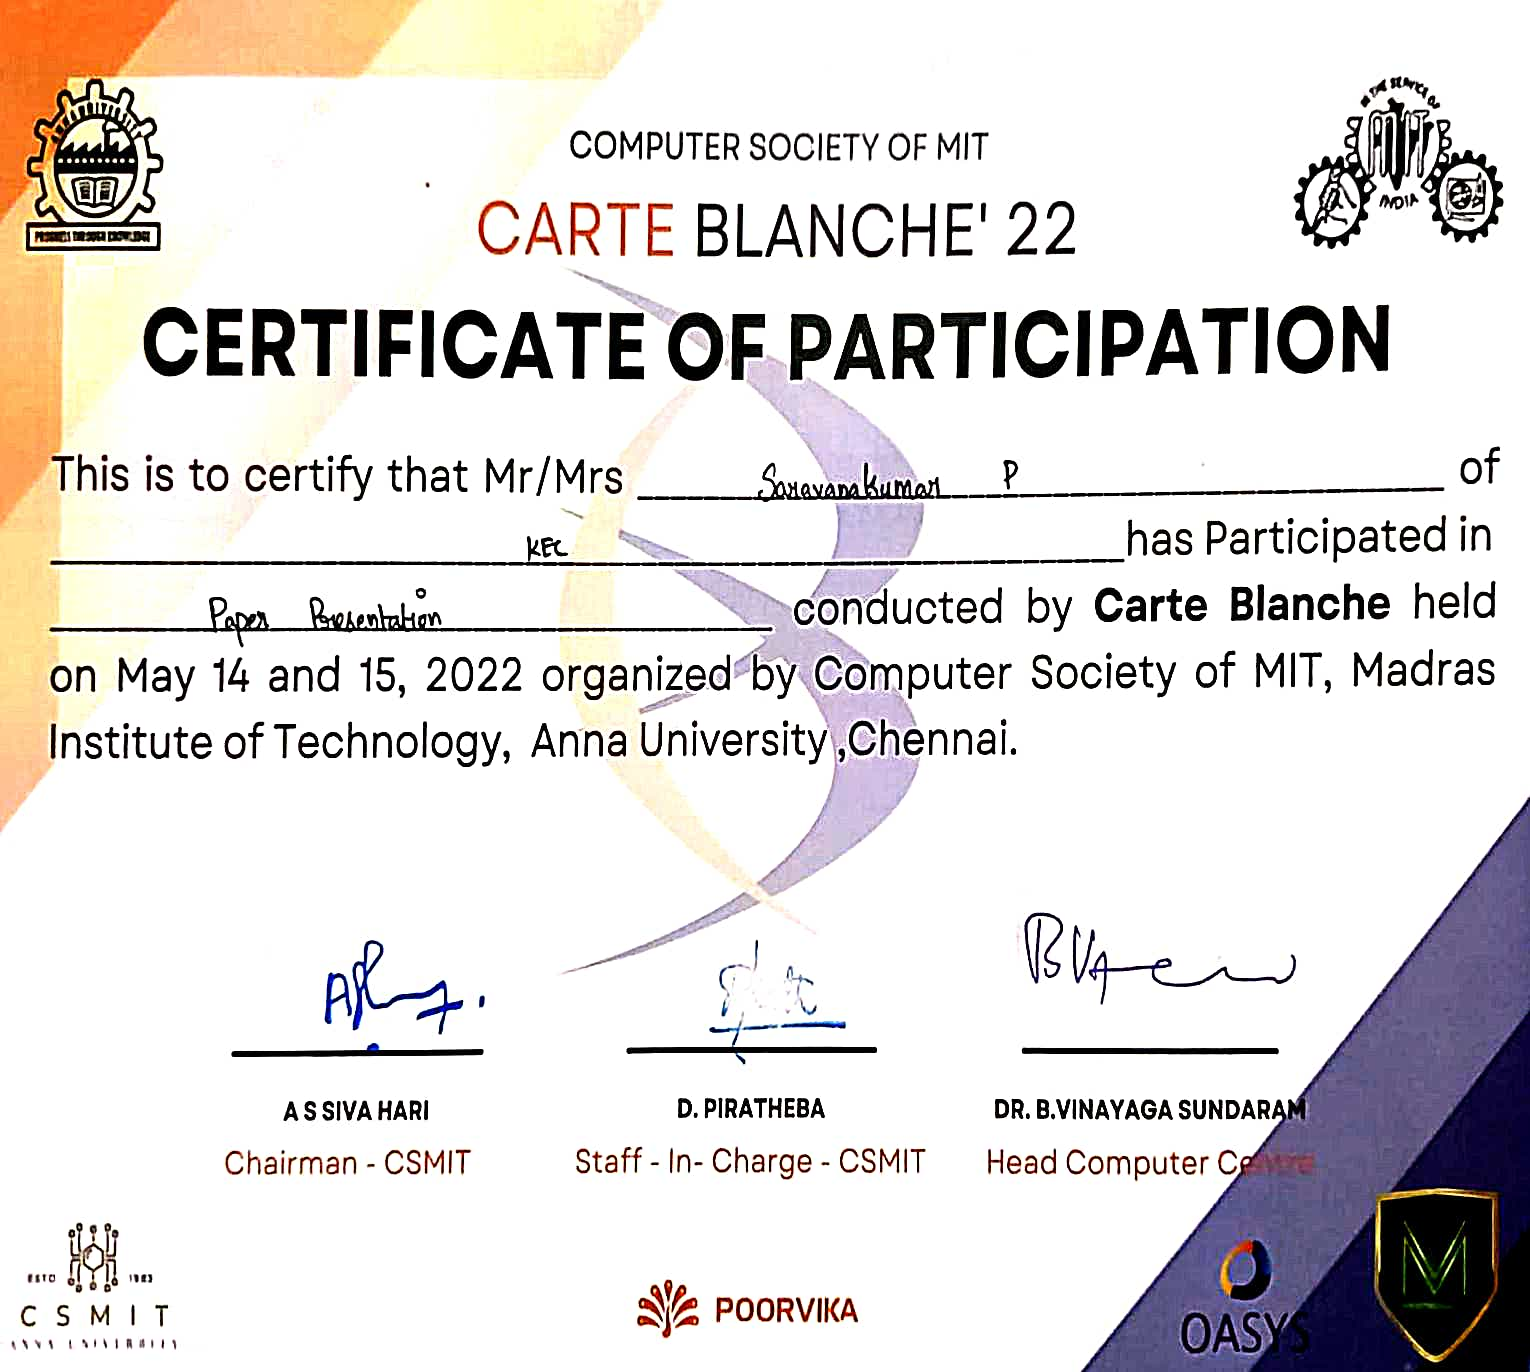 COMPUTER SOCIETY OF MIT
CARTE BLANCHE' 22
PROGRESS THROUGH KNOWLEDGE
IN THE SERVICE OF
MIT
INDIA
CERTIFICATE OF PARTICIPATION
This is to certify that Mr/Mrs Saravanakumar P of
KEC has Participated in
Paper Presentation conducted by Carte Blanche held
on May 14 and 15, 2022 organized by Computer Society of MIT, Madras
Institute of Technology, Anna University ,Chennai.
A S SIVA HARI D. PIRATHEBA DR. B.VINAYAGA SUNDARAM
Chairman - CSMIT Staff - In- Charge - CSMIT Head Computer Centre
ESTD 1983
CSMIT
ANNA UNIVERSITY
POORVIKA
OASYS
M